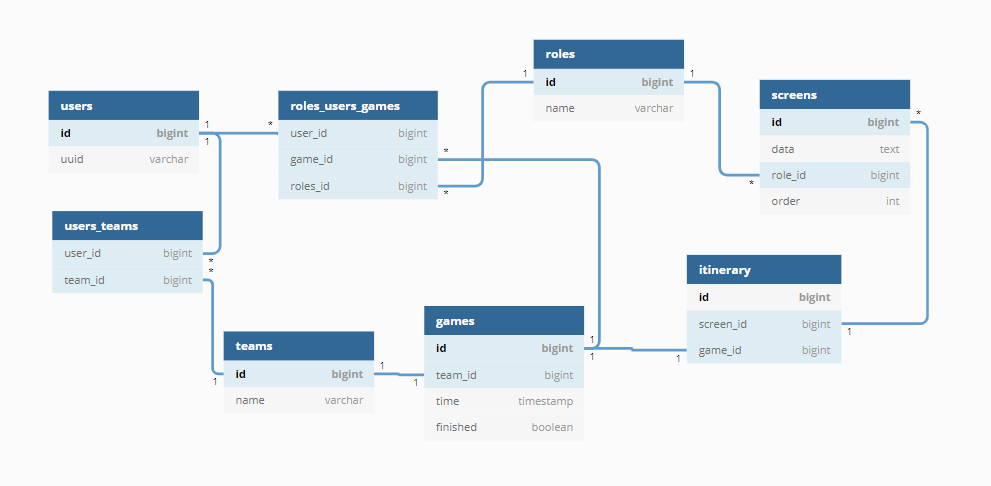 roles
id bigint
name varchar
users
id bigint
uuid varchar
roles_users_games
user_id bigint
game_id bigint
roles_id bigint
screens
id bigint
data text
role_id bigint
order int
users_teams
user_id bigint
team_id bigint
itinerary
id bigint
screen_id bigint
game_id bigint
teams
id bigint
name varchar
games
id bigint
team_id bigint
time timestamp
finished boolean
1
1
*
1
1
*
*
*
*
*
1
1
1
1
1
1
1
*